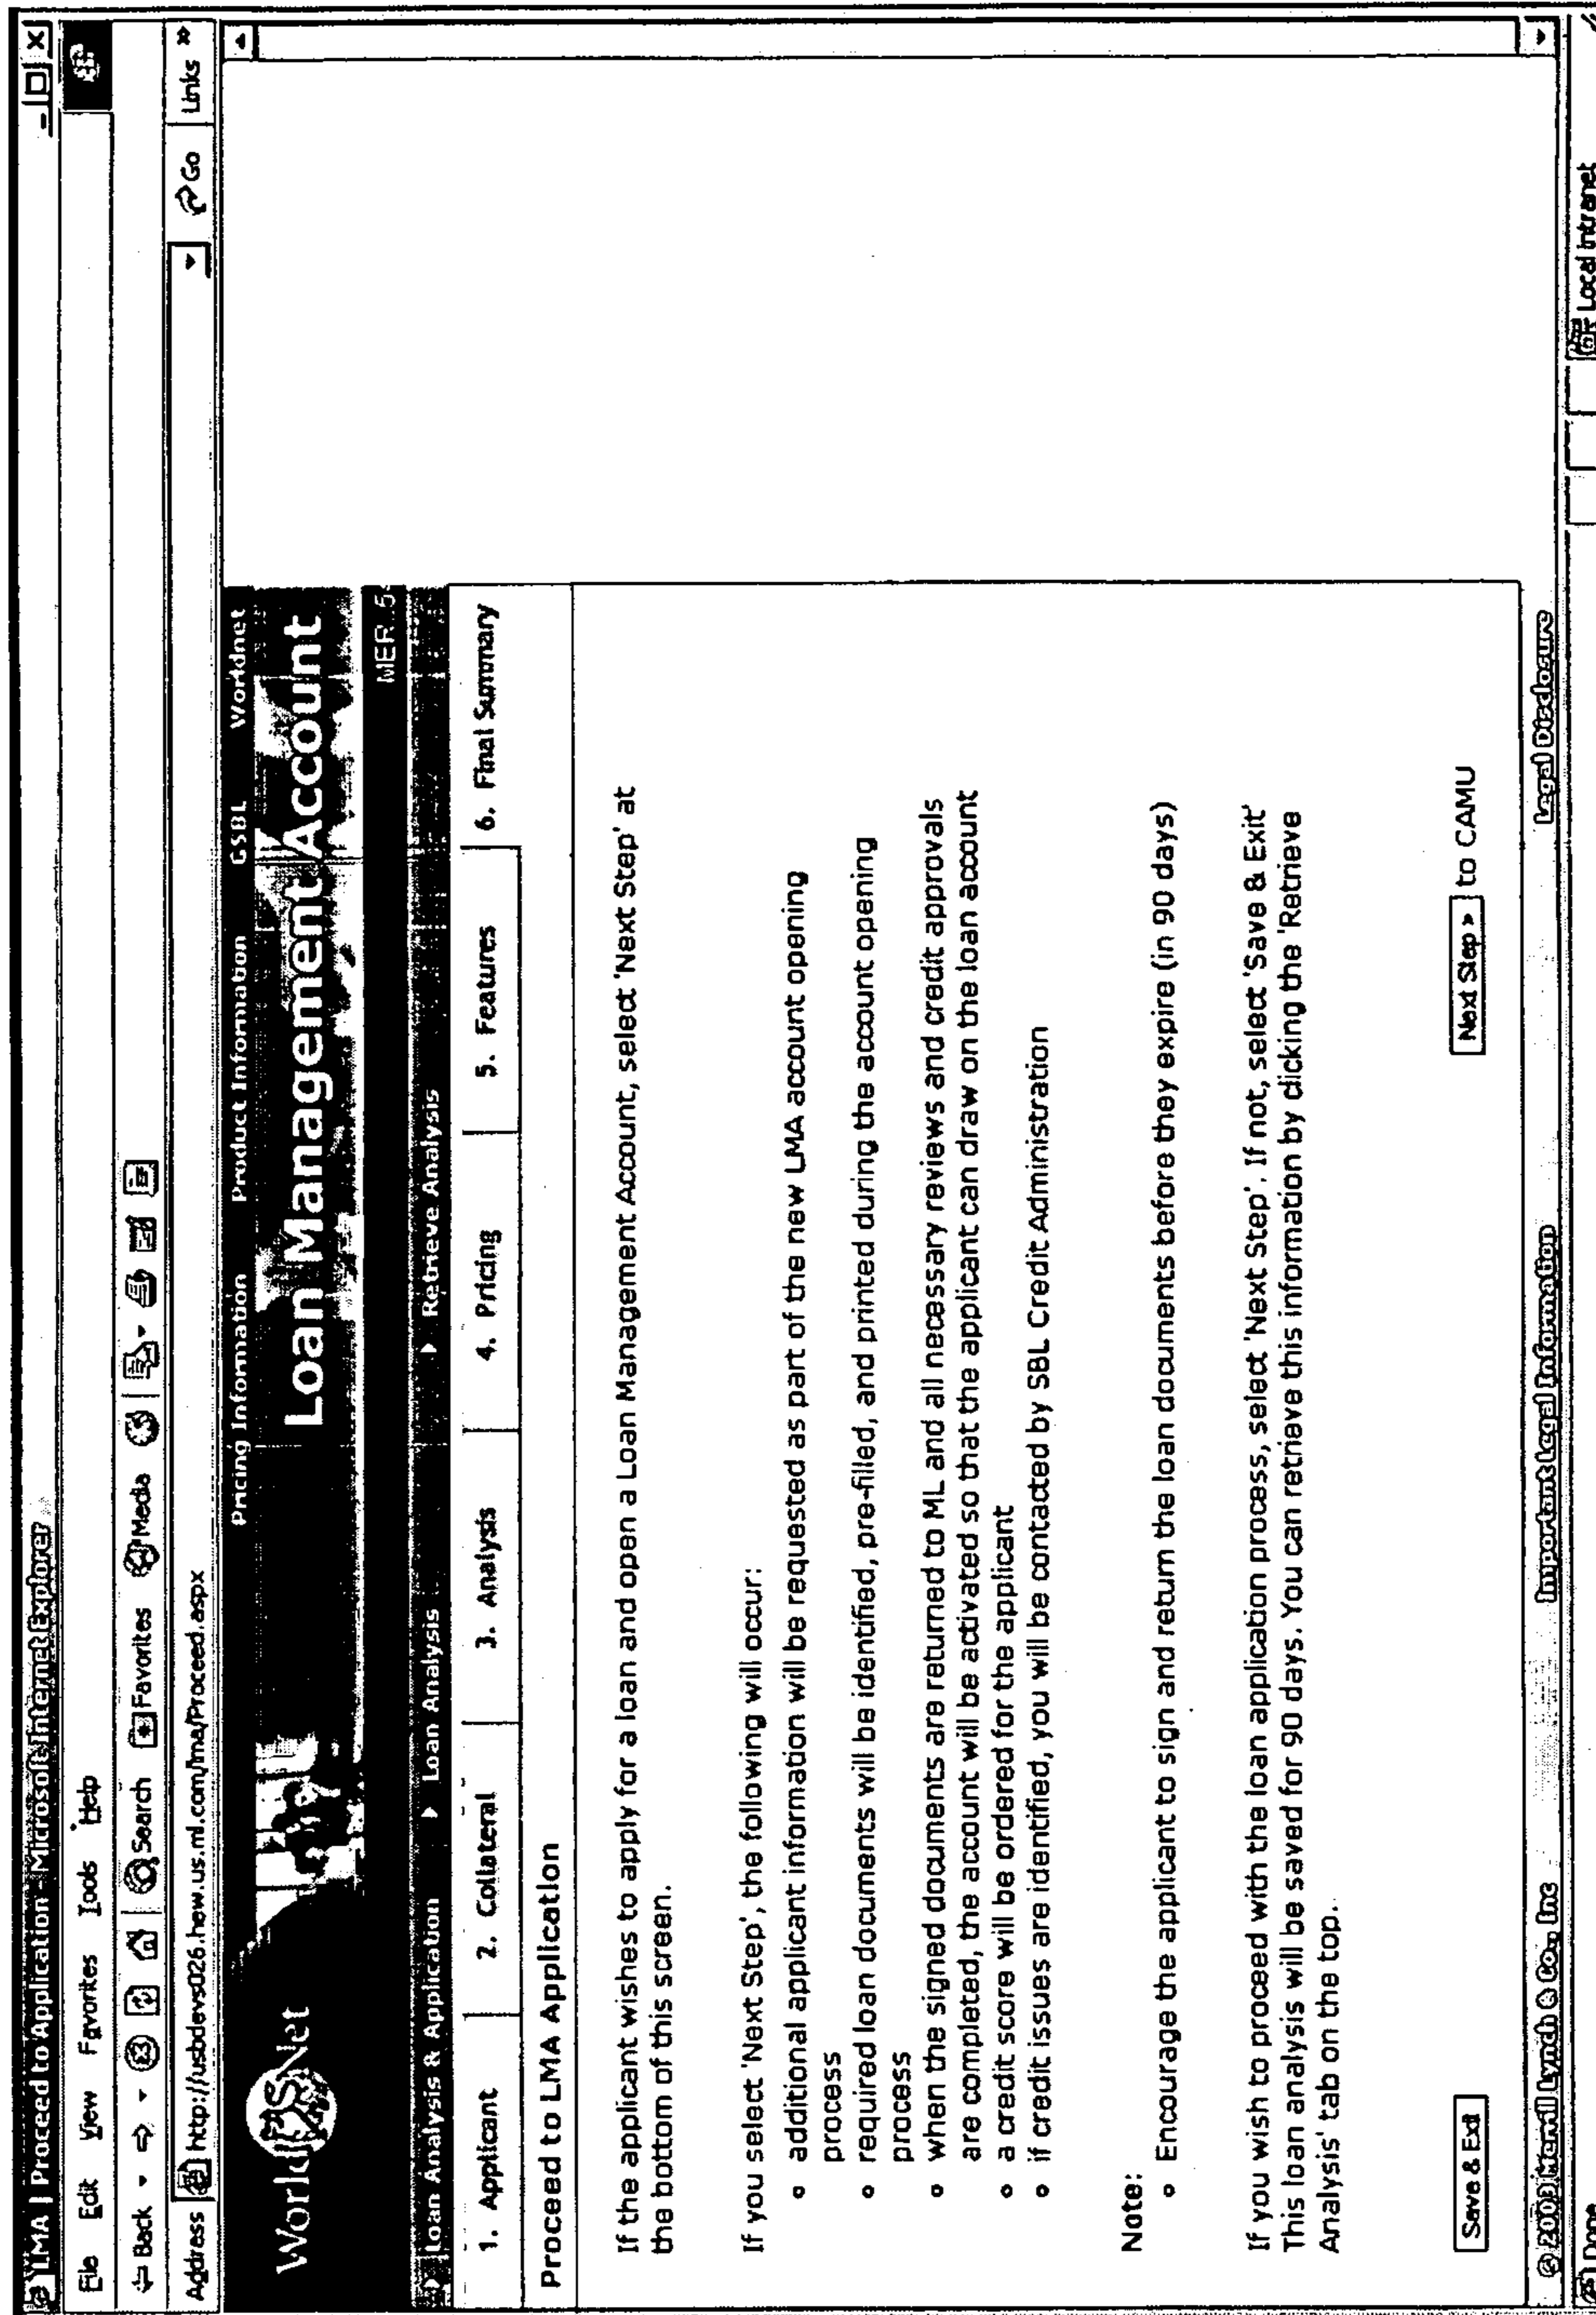 LMA | Proceed to Application - Microsoft Internet Explorer
File Edit View Favorites Tools Help
Back Search Favorites Media
Address http://usbdevs026.hew.us.ml.com/lma/Proceed.aspx Go Links »
Pricing Information Product Information GSBL Worldnet
World Net Loan Management Account
MER 5
Loan Analysis & Application Loan Analysis Retrieve Analysis
1. Applicant 2. Collateral 3. Analysis 4. Pricing 5. Features 6. Final Summary
Proceed to LMA Application
If the applicant wishes to apply for a loan and open a Loan Management Account, select 'Next Step' at
the bottom of this screen.
If you select 'Next Step', the following will occur:
o additional applicant information will be requested as part of the new LMA account opening
process
o required loan documents will be identified, pre-filled, and printed during the account opening
process
o when the signed documents are returned to ML and all necessary reviews and credit approvals
are completed, the account will be activated so that the applicant can draw on the loan account
o a credit score will be ordered for the applicant
o if credit issues are identified, you will be contacted by SBL Credit Administration
Note:
o Encourage the applicant to sign and return the loan documents before they expire (in 90 days)
If you wish to proceed with the loan application process, select 'Next Step'. If not, select 'Save & Exit'
This loan analysis will be saved for 90 days. You can retrieve this information by clicking the 'Retrieve
Analysis' tab on the top.
Save & Exit Next Step > to CAMU
© 2003 Merrill Lynch & Co., Inc Important Legal Information Legal Disclosure
Done Local intranet